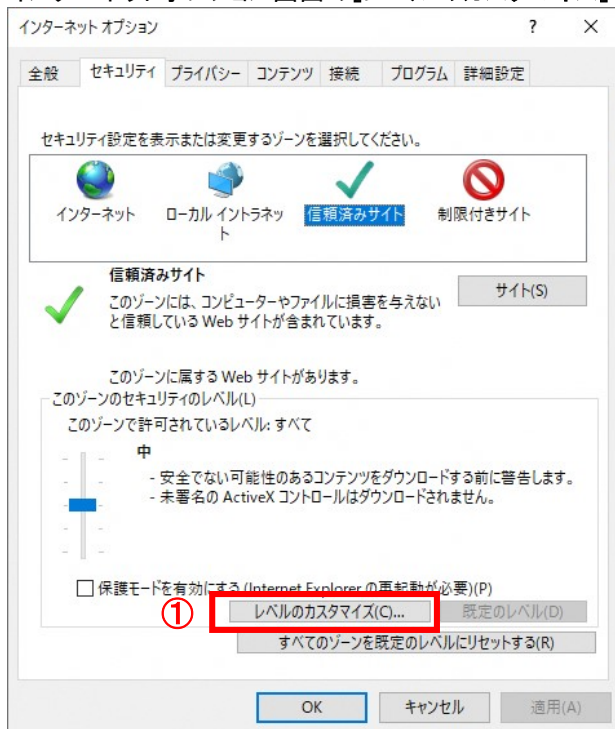 インターネット オプション ? ×
全般 セキュリティ プライバシー コンテンツ 接続 プログラム 詳細設定
セキュリティ設定を表示または変更するゾーンを選択してください。
インターネット ローカル イントラネット 信頼済みサイト 制限付きサイト
信頼済みサイト
このゾーンには、コンピューターやファイルに損害を与えない
と信頼している Web サイトが含まれています。
サイト(S)
このゾーンに属する Web サイトがあります。
このゾーンのセキュリティのレベル(L)
このゾーンで許可されているレベル: すべて
中
- 安全でない可能性のあるコンテンツをダウンロードする前に警告します。
- 未署名の ActiveX コントロールはダウンロードされません。
保護モードを有効にする (Internet Explorer の再起動が必要)(P)
① レベルのカスタマイズ(C)... 既定のレベル(D)
すべてのゾーンを既定のレベルにリセットする(R)
OK キャンセル 適用(A)